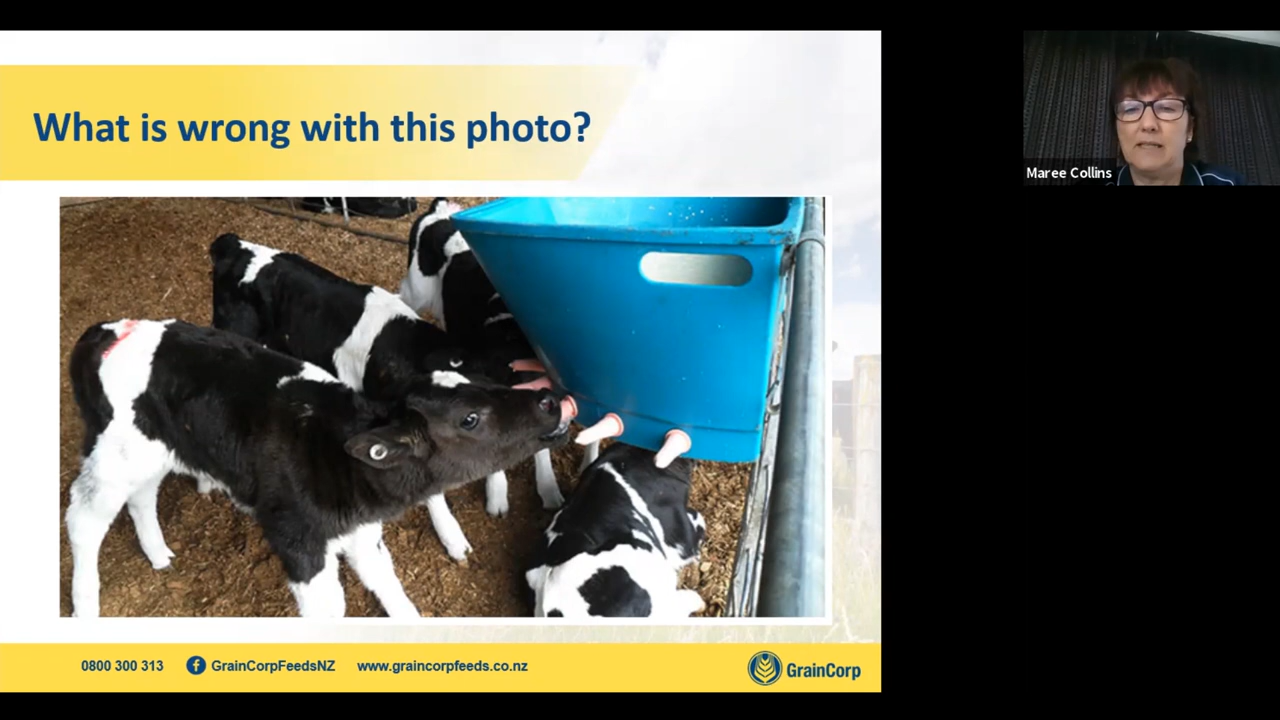 What is wrong with this photo?
Maree Collins
0800 300 313
GrainCorpFeedsNZ
www.graincorpfeeds.co.nz
GrainCorp